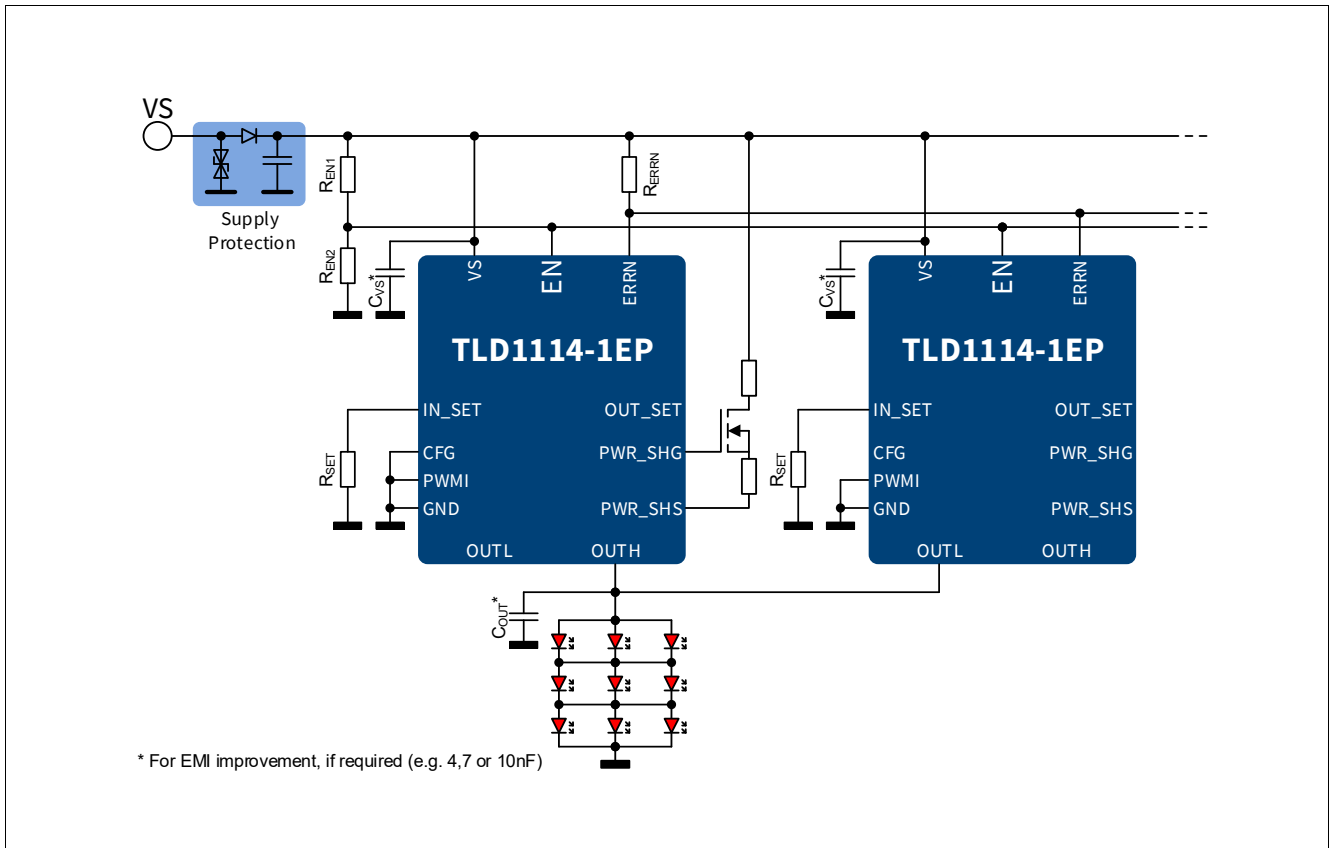 VS
Supply
Protection
REN1
REN2
RERRN
CVS*
VS
EN
ERRN
TLD1114-1EP
IN_SET
OUT_SET
CFG
PWR_SHG
PWMI
GND
PWR_SHS
OUTL
OUTH
RSET
CVS*
VS
EN
ERRN
TLD1114-1EP
IN_SET
OUT_SET
CFG
PWR_SHG
PWMI
GND
PWR_SHS
OUTL
OUTH
RSET
COUT*
* For EMI improvement, if required (e.g. 4,7 or 10nF)